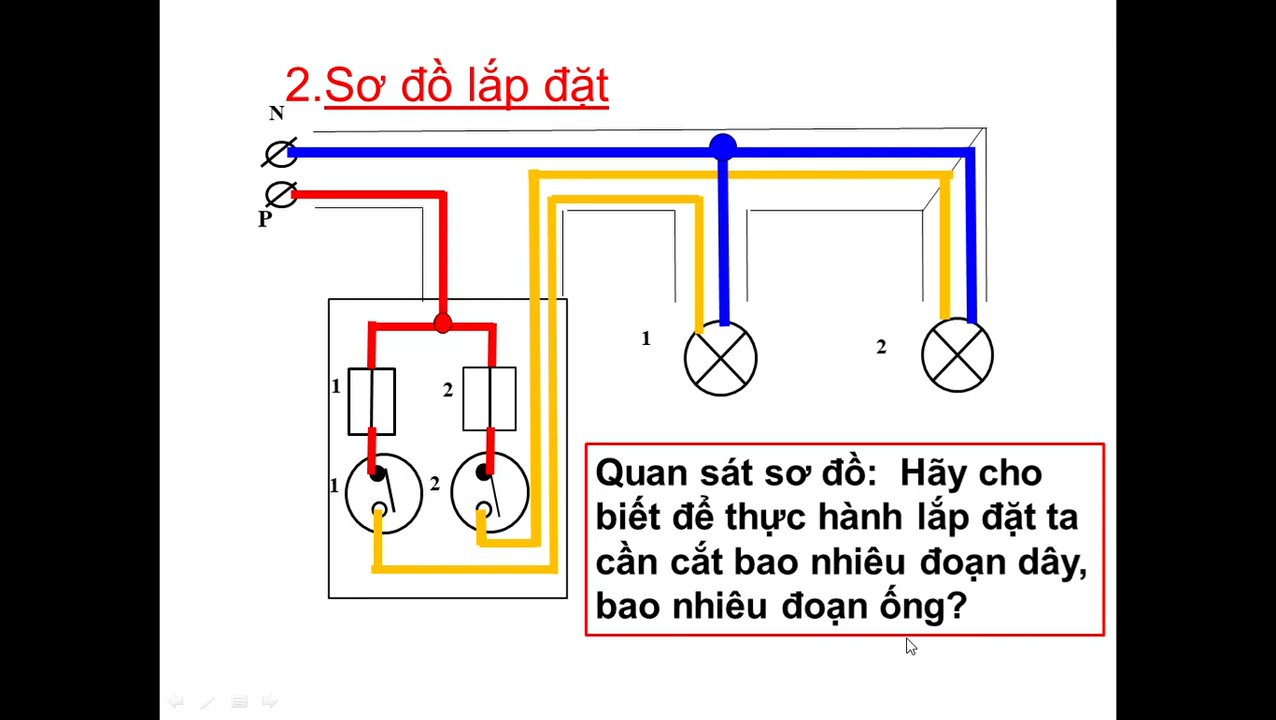 2.Sơ đồ lắp đặt
N
P
1
2
1
2
1
2
Quan sát sơ đồ: Hãy cho
biết để thực hành lắp đặt ta
cần cắt bao nhiêu đoạn dây,
bao nhiêu đoạn ống?